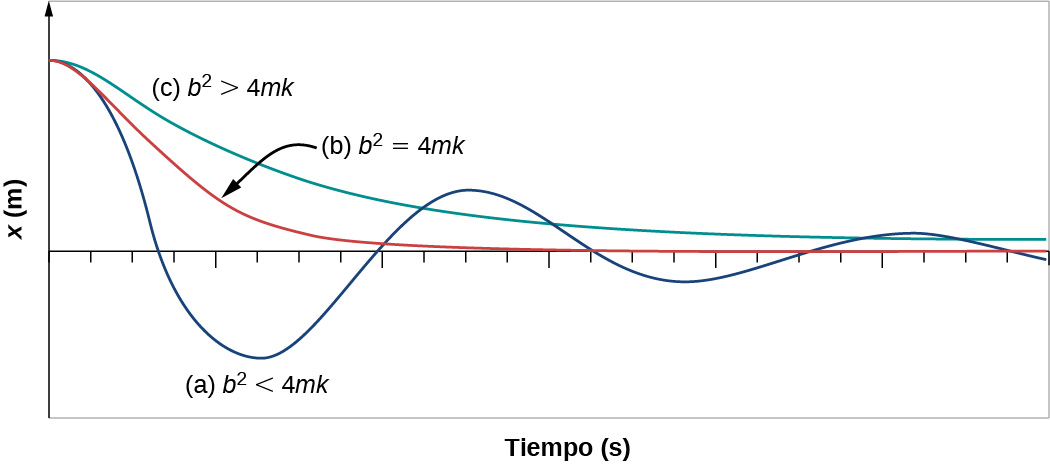 (c) b² > 4mk
(b) b² = 4mk
x (m)
(a) b² < 4mk
Tiempo (s)